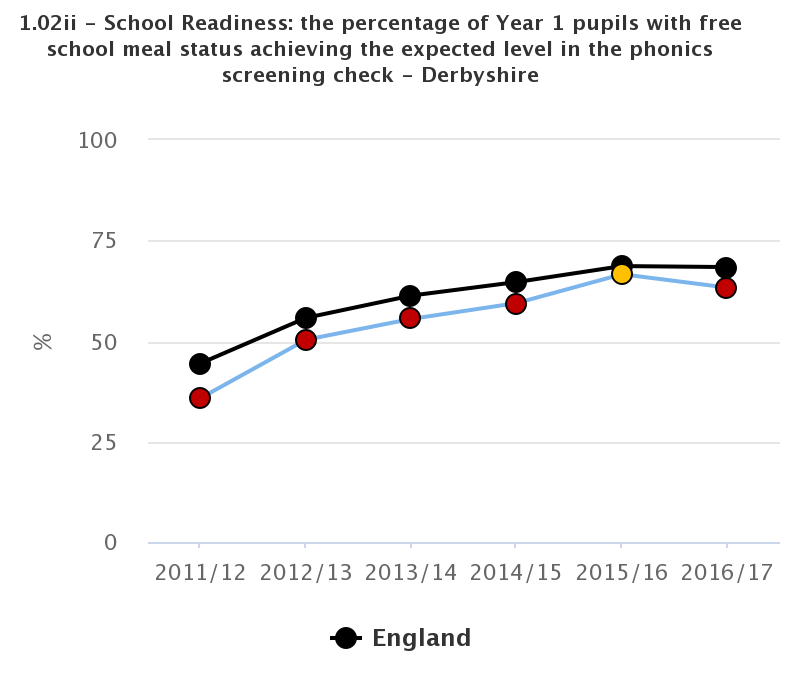 1.02ii – School Readiness: the percentage of Year 1 pupils with free
school meal status achieving the expected level in the phonics
screening check – Derbyshire
100
75
50
25
0
%
2011/12 2012/13 2013/14 2014/15 2015/16 2016/17
England